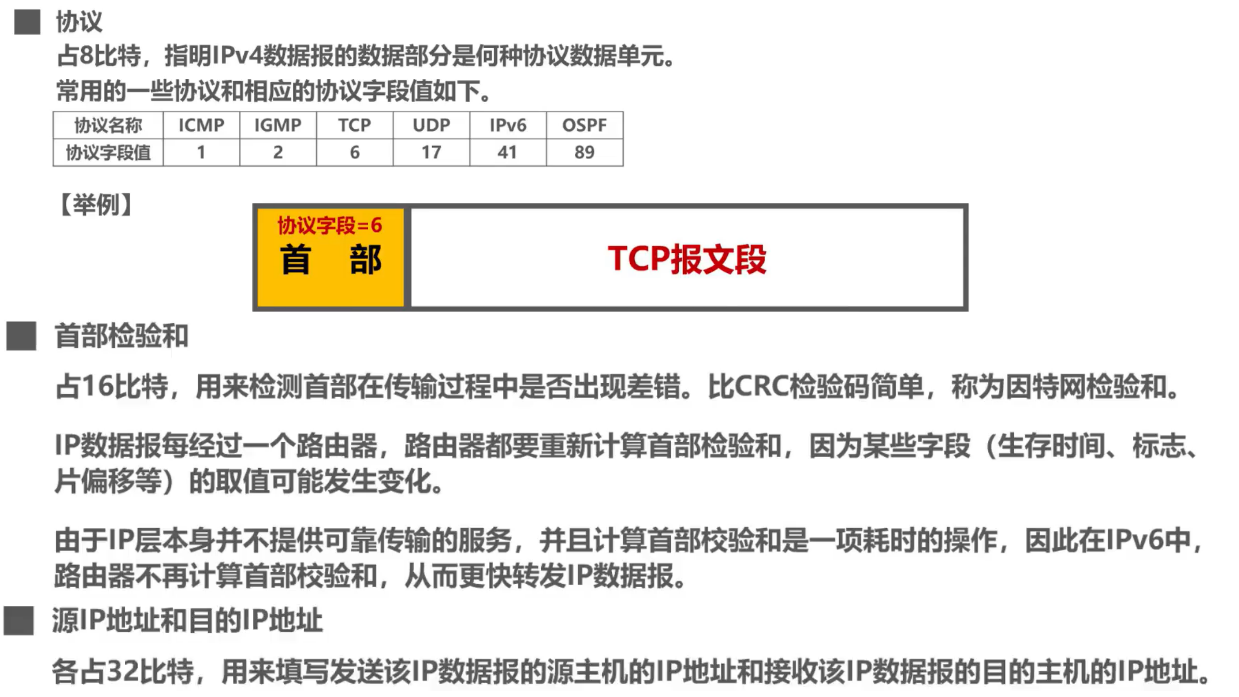 协议
占8比特，指明IPv4数据报的数据部分是何种协议数据单元。
常用的一些协议和相应的协议字段值如下。
协议名称 ICMP IGMP TCP UDP IPv6 OSPF
协议字段值 1 2 6 17 41 89
【举例】
协议字段=6
首 部 TCP报文段
首部检验和
占16比特，用来检测首部在传输过程中是否出现差错。比CRC检验码简单，称为因特网检验和。
IP数据报每经过一个路由器，路由器都要重新计算首部检验和，因为某些字段（生存时间、标志、
片偏移等）的取值可能发生变化。
由于IP层本身并不提供可靠传输的服务，并且计算首部校验和是一项耗时的操作，因此在IPv6中，
路由器不再计算首部校验和，从而更快转发IP数据报。
源IP地址和目的IP地址
各占32比特，用来填写发送该IP数据报的源主机的IP地址和接收该IP数据报的目的主机的IP地址。